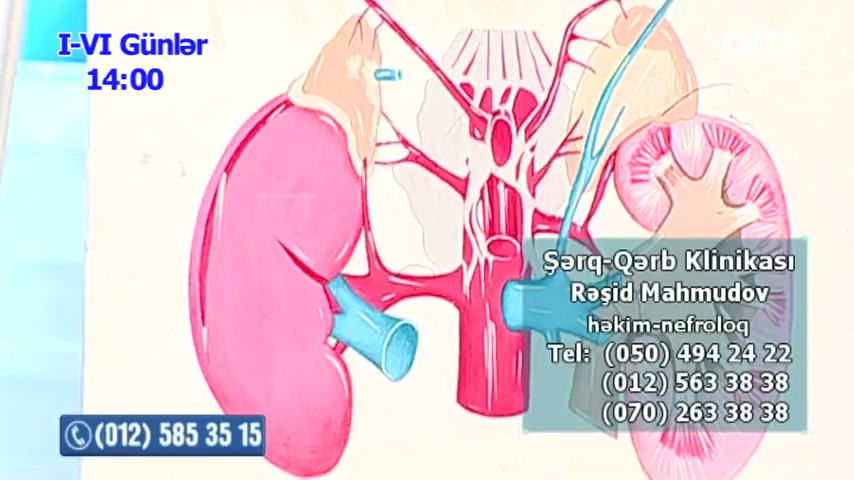 I-VI Günlər
14:00
Şərq-Qərb Klinikası
Rəşid Mahmudov
həkim-nefroloq
Tel: (050) 494 24 22
(012) 563 38 38
(070) 263 38 38
(012) 585 35 15